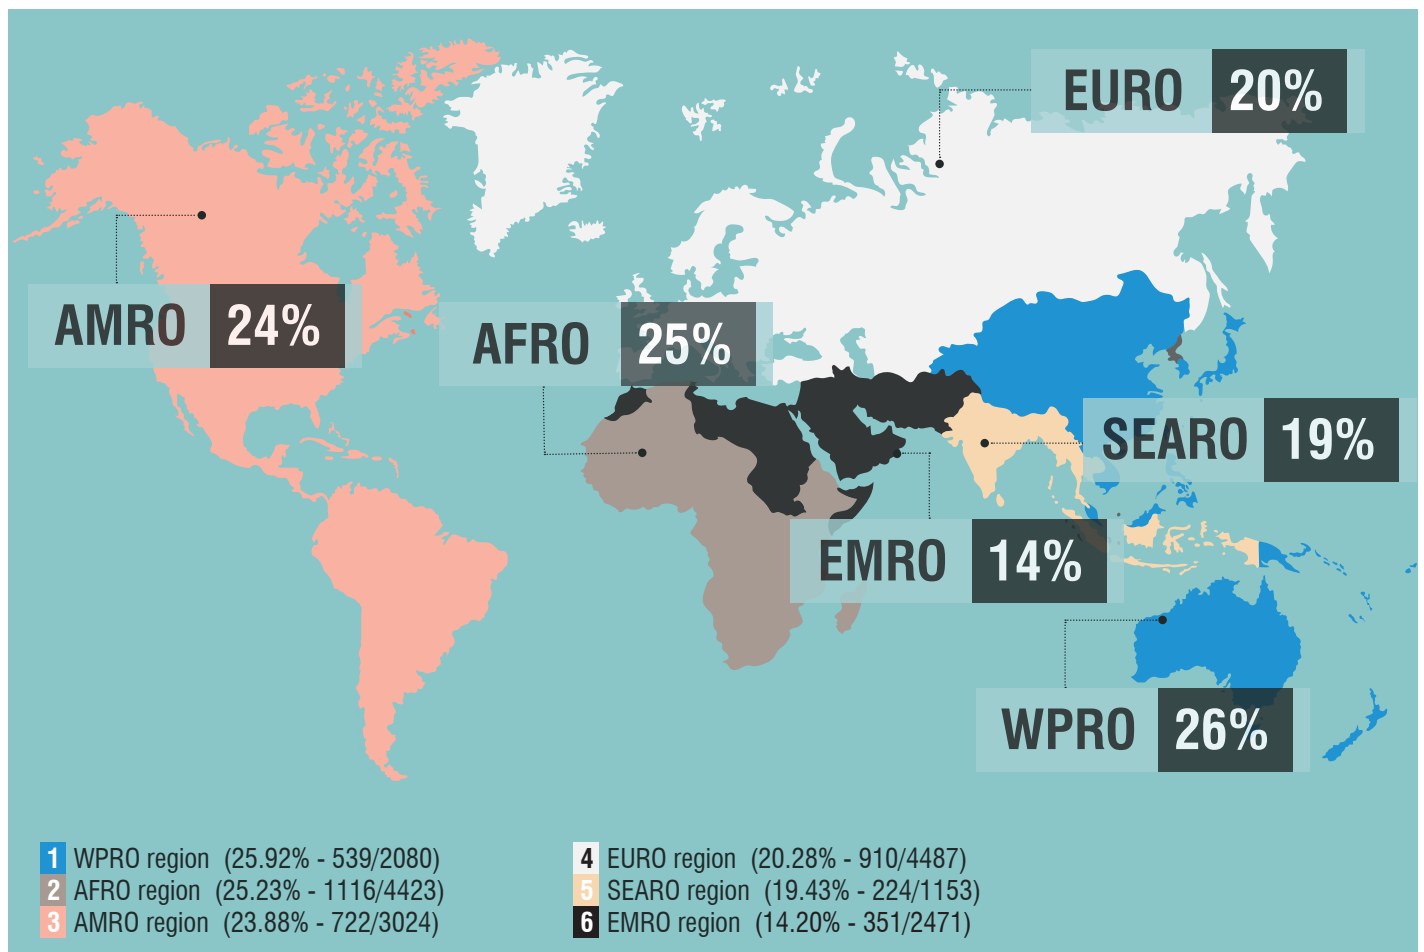 EURO 20%
AMRO 24%
AFRO 25%
SEARO 19%
EMRO 14%
WPRO 26%
1 WPRO region (25.92% - 539/2080)
2 AFRO region (25.23% - 1116/4423)
3 AMRO region (23.88% - 722/3024)
4 EURO region (20.28% - 910/4487)
5 SEARO region (19.43% - 224/1153)
6 EMRO region (14.20% - 351/2471)